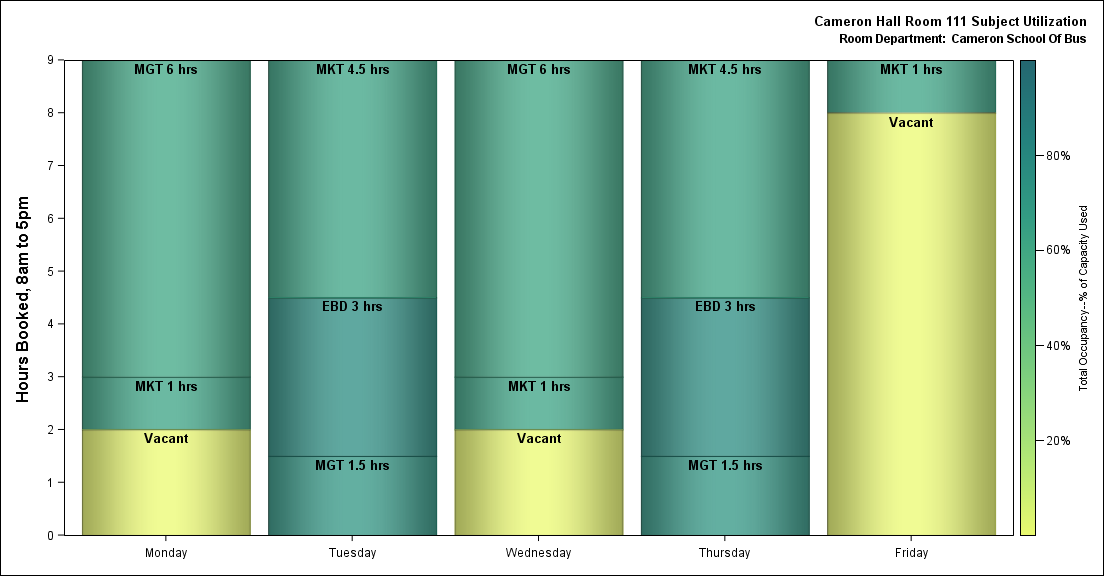 Cameron Hall Room 111 Subject Utilization
Room Department: Cameron School Of Bus
Hours Booked, 8am to 5pm
9
8
7
6
5
4
3
2
1
0
MGT 6 hrs
MKT 1 hrs
Vacant
MKT 4.5 hrs
EBD 3 hrs
MGT 1.5 hrs
MGT 6 hrs
MKT 1 hrs
Vacant
MKT 4.5 hrs
EBD 3 hrs
MGT 1.5 hrs
MKT 1 hrs
Vacant
Monday
Tuesday
Wednesday
Thursday
Friday
80%
60%
40%
20%
Total Occupancy--% of Capacity Used